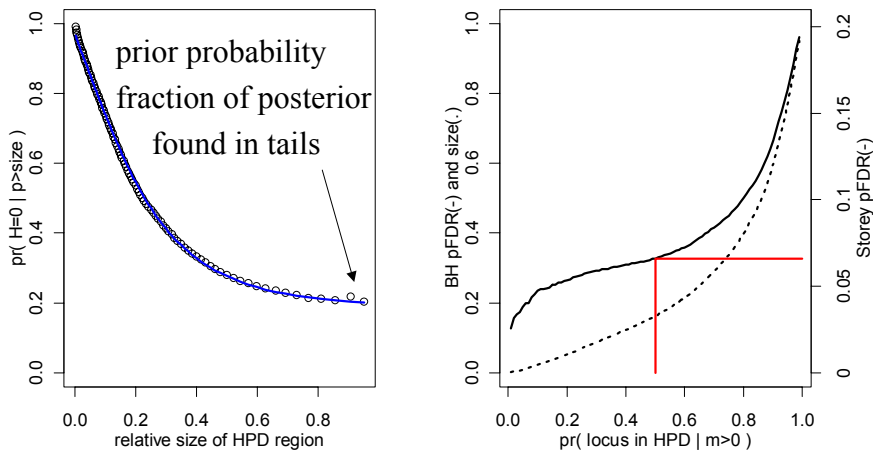 prior probability
fraction of posterior
found in tails
pr( H=0 | p>size )
0.0 0.2 0.4 0.6 0.8 1.0
0.0 0.2 0.4 0.6 0.8
relative size of HPD region
BH pFDR(-) and size(.)
0.0 0.2 0.4 0.6 0.8 1.0
0.0 0.2 0.4 0.6 0.8 1.0
pr( locus in HPD | m>0 )
0 0.05 0.1 0.15 0.2
Storey pFDR(-)